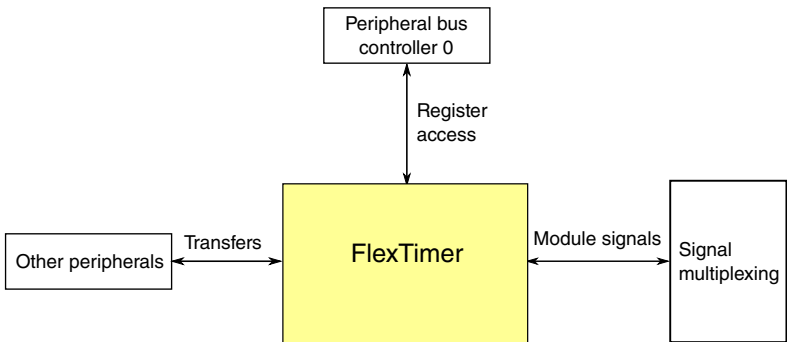 Peripheral bus
controller 0
Register
access
Other peripherals
Transfers
FlexTimer
Module signals
Signal
multiplexing